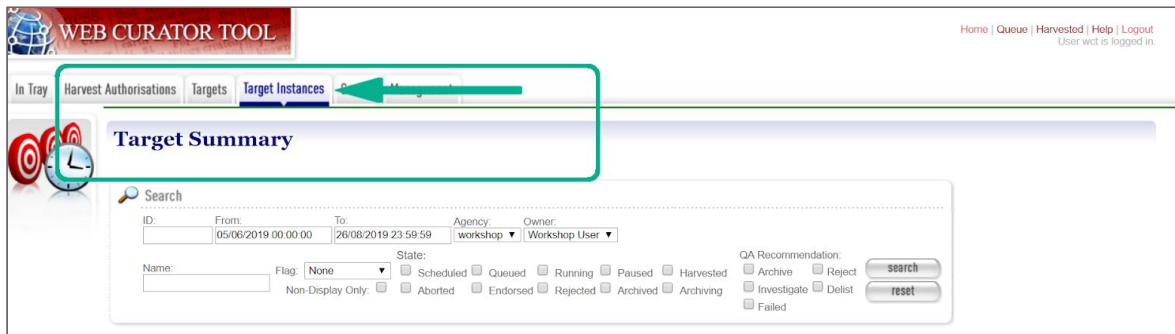 WEB CURATOR TOOL
Home | Queue | Harvested | Help | Logout
User wct is logged in.
In Tray Harvest Authorisations Targets Target Instances
Target Summary
Search
ID: From: To: Agency: Owner:
05/06/2019 00:00:00 26/08/2019 23:59:59 workshop Workshop User
State: QA Recommendation:
Name: Flag: None Scheduled Queued Running Paused Harvested Archive Reject search
Non-Display Only: Aborted Endorsed Rejected Archived Archiving Investigate Delist reset
Failed